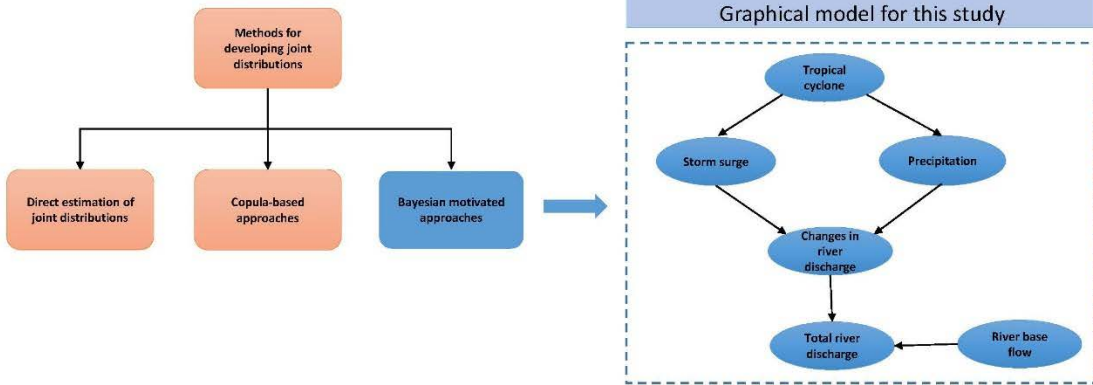 Methods for
developing joint
distributions
Direct estimation of
joint distributions
Copula-based
approaches
Bayesian motivated
approaches
Graphical model for this study
Tropical
cyclone
Storm surge
Precipitation
Changes in
river
discharge
Total river
discharge
River base
flow